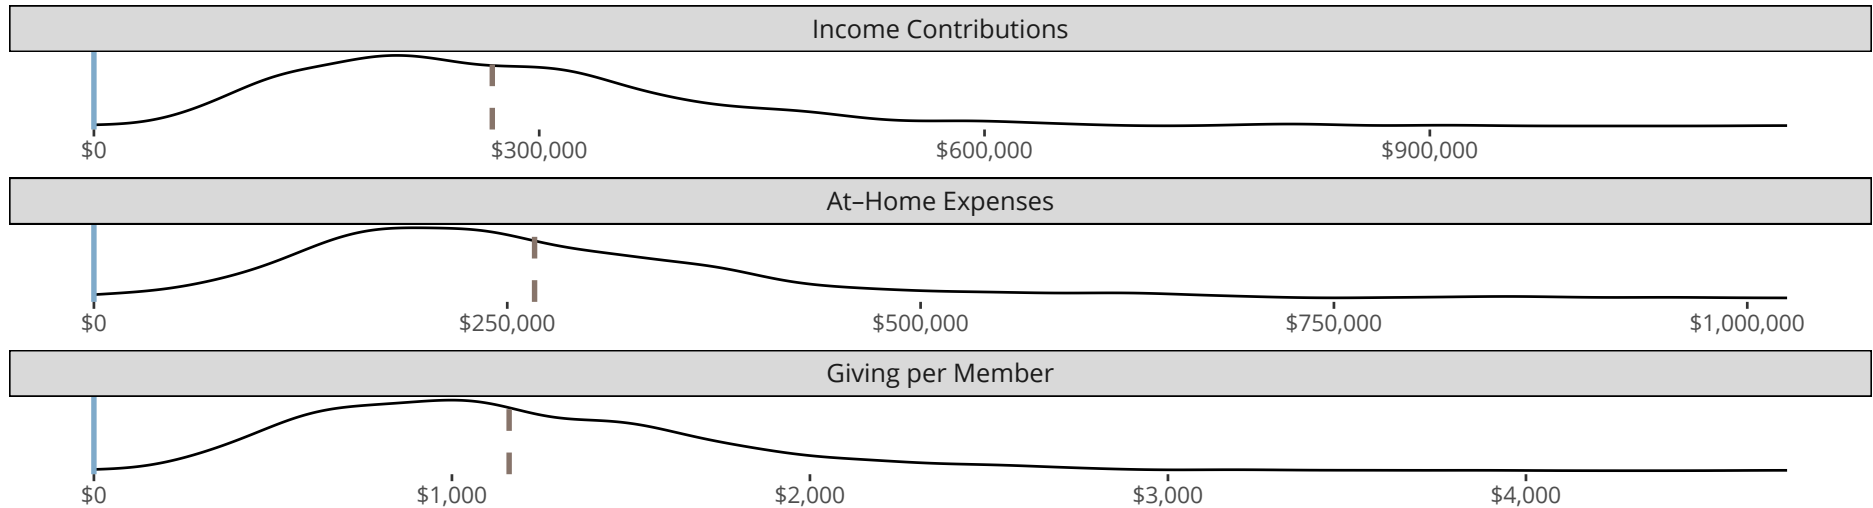 Income Contributions
$0 $300,000 $600,000 $900,000
At–Home Expenses
$0 $250,000 $500,000 $750,000 $1,000,000
Giving per Member
$0 $1,000 $2,000 $3,000 $4,000